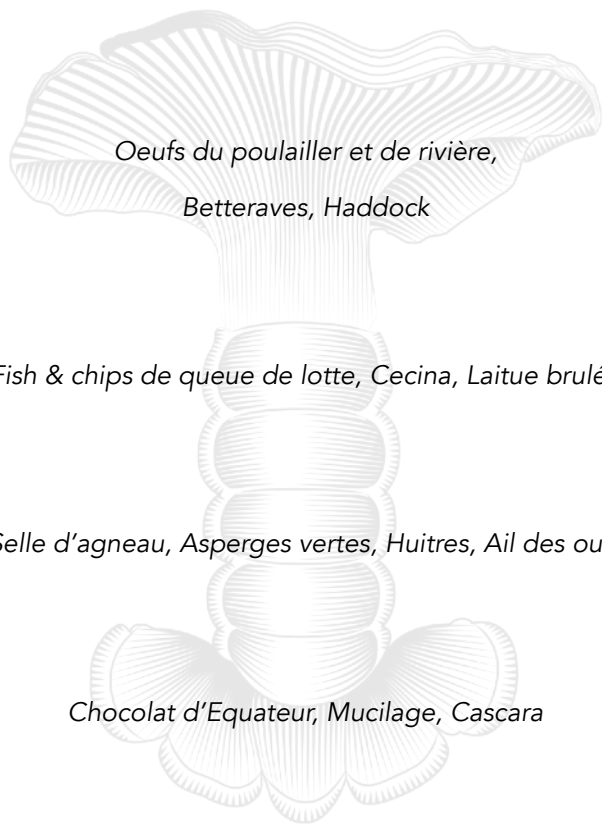 Oeufs du poulailler et de rivière,
Betteraves, Haddock
Fish & chips de queue de lotte, Cecina, Laitue brulé
Selle d’agneau, Asperges vertes, Huitres, Ail des ou
Chocolat d’Equateur, Mucilage, Cascara